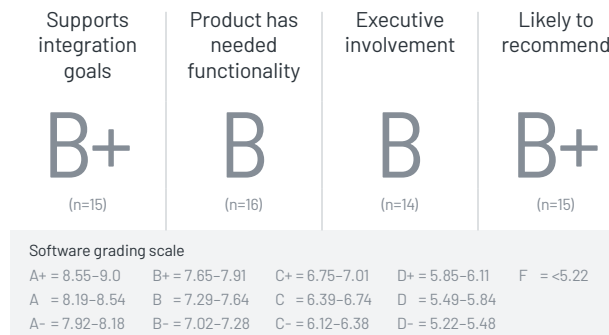 Supports
integration
goals
B+
(n=15)
Product has
needed
functionality
B
(n=16)
Executive
involvement
B
(n=14)
Likely to
recommend
B+
(n=15)
Software grading scale
A+ = 8.55–9.0 B+ = 7.65–7.91 C+ = 6.75–7.01 D+ = 5.85–6.11 F = <5.22
A = 8.19–8.54 B = 7.29–7.64 C = 6.39–6.74 D = 5.49–5.84
A- = 7.92–8.18 B- = 7.02–7.28 C- = 6.12–6.38 D- = 5.22–5.48